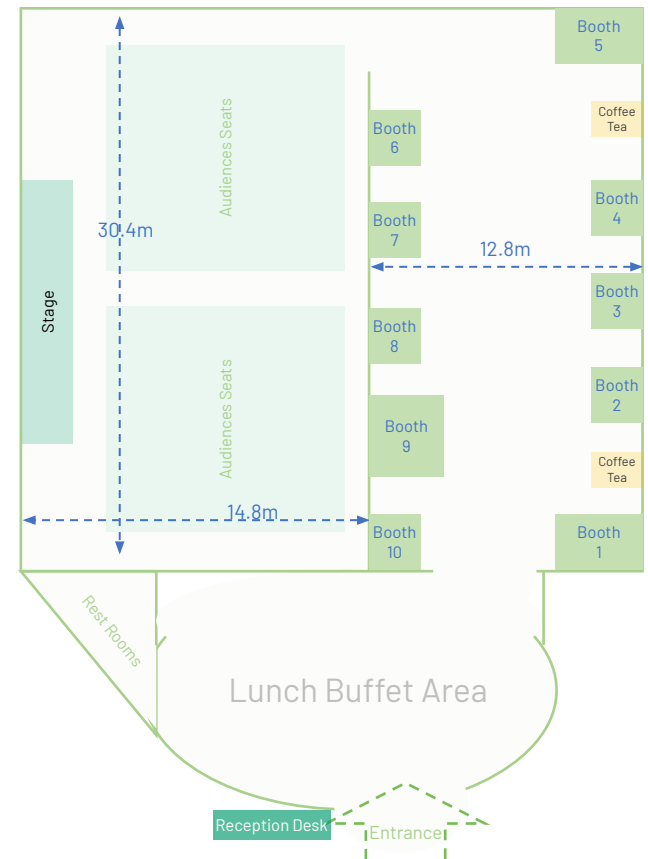 Booth
5
Coffee
Tea
Audiences Seats
Booth
6
Booth
4
Booth
7
30.4m
12.8m
Stage
Booth
3
Booth
8
Booth
2
Audiences Seats
Booth
9
Coffee
Tea
14.8m
Booth
10
Booth
1
Rest Rooms
Lunch Buffet Area
Reception Desk
Entrance